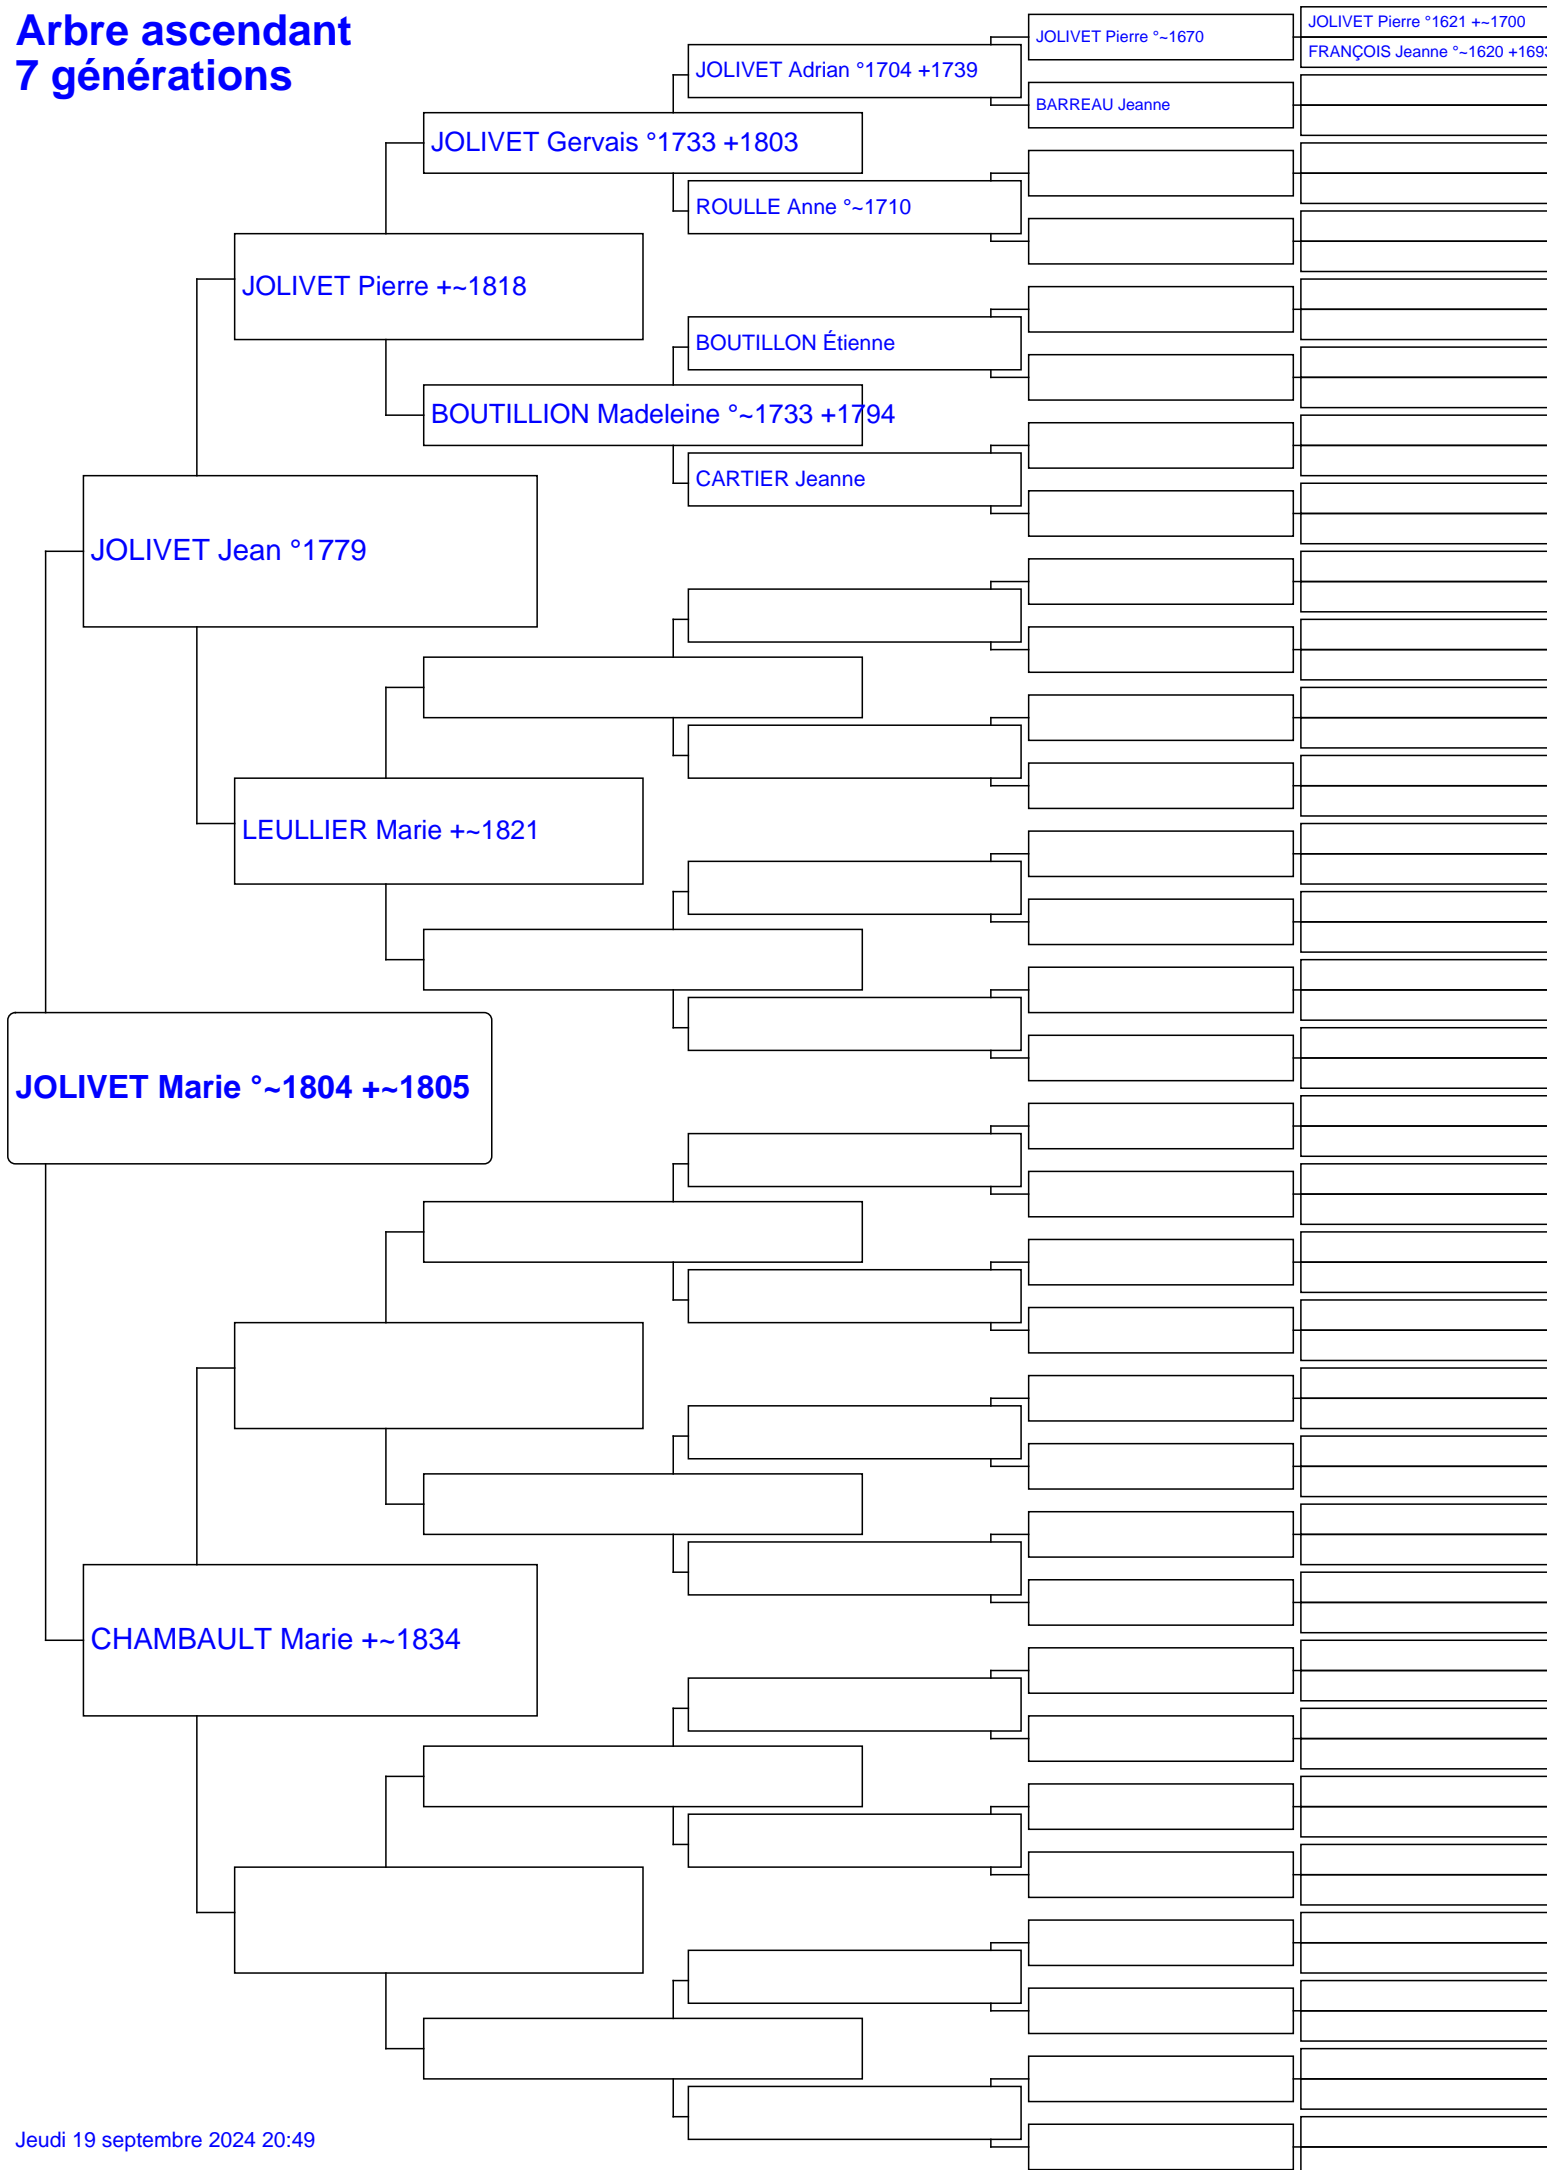 Arbre ascendant
7 générations
JOLIVET Pierre °1621 +~1700
JOLIVET Pierre °~1670
FRANÇOIS Jeanne °~1620 +1693
JOLIVET Adrian °1704 +1739
BARREAU Jeanne
JOLIVET Gervais °1733 +1803
ROULLE Anne °~1710
JOLIVET Pierre +~1818
BOUTILLON Étienne
BOUTILLION Madeleine °~1733 +1794
CARTIER Jeanne
JOLIVET Jean °1779
LEULLIER Marie +~1821
JOLIVET Marie °~1804 +~1805
CHAMBAULT Marie +~1834
Jeudi 19 septembre 2024 20:49